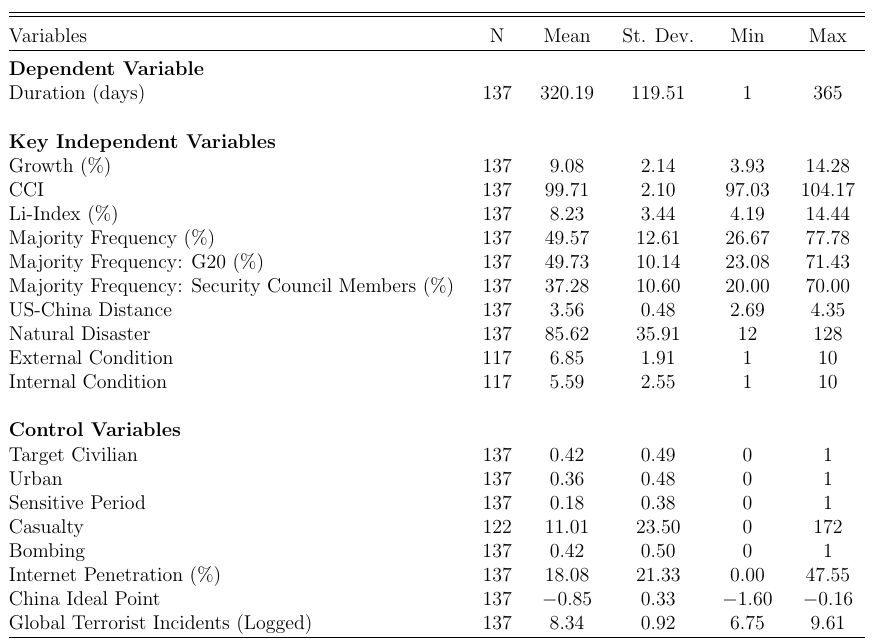 Variables N Mean St. Dev. Min Max
Dependent Variable
Duration (days) 137 320.19 119.51 1 365
Key Independent Variables
Growth (%) 137 9.08 2.14 3.93 14.28
CCI 137 99.71 2.10 97.03 104.17
Li-Index (%) 137 8.23 3.44 4.19 14.44
Majority Frequency (%) 137 49.57 12.61 26.67 77.78
Majority Frequency: G20 (%) 137 49.73 10.14 23.08 71.43
Majority Frequency: Security Council Members (%) 137 37.28 10.60 20.00 70.00
US-China Distance 137 3.56 0.48 2.69 4.35
Natural Disaster 137 85.62 35.91 12 128
External Condition 117 6.85 1.91 1 10
Internal Condition 117 5.59 2.55 1 10
Control Variables
Target Civilian 137 0.42 0.49 0 1
Urban 137 0.36 0.48 0 1
Sensitive Period 137 0.18 0.38 0 1
Casualty 122 11.01 23.50 0 172
Bombing 137 0.42 0.50 0 1
Internet Penetration (%) 137 18.08 21.33 0.00 47.55
China Ideal Point 137 −0.85 0.33 −1.60 −0.16
Global Terrorist Incidents (Logged) 137 8.34 0.92 6.75 9.61